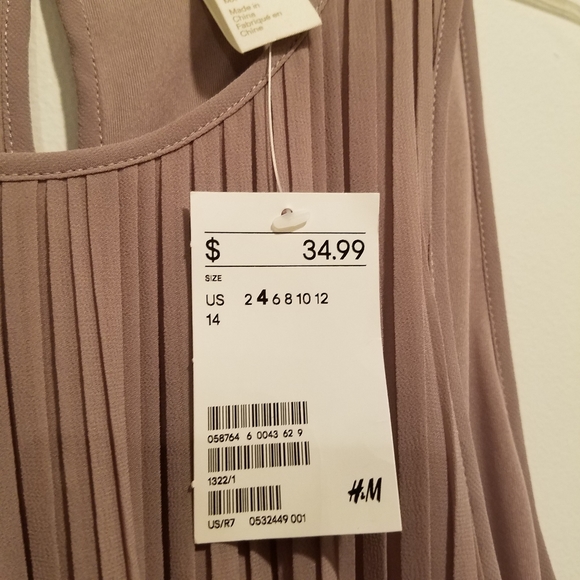 Made in
China
Fabriqué en
Chine
$ 34.99
SIZE
US 2 4 6 8 10 12
14
058764 6 0043 62 9
1322/1
US/R7 0532449 001
H&M